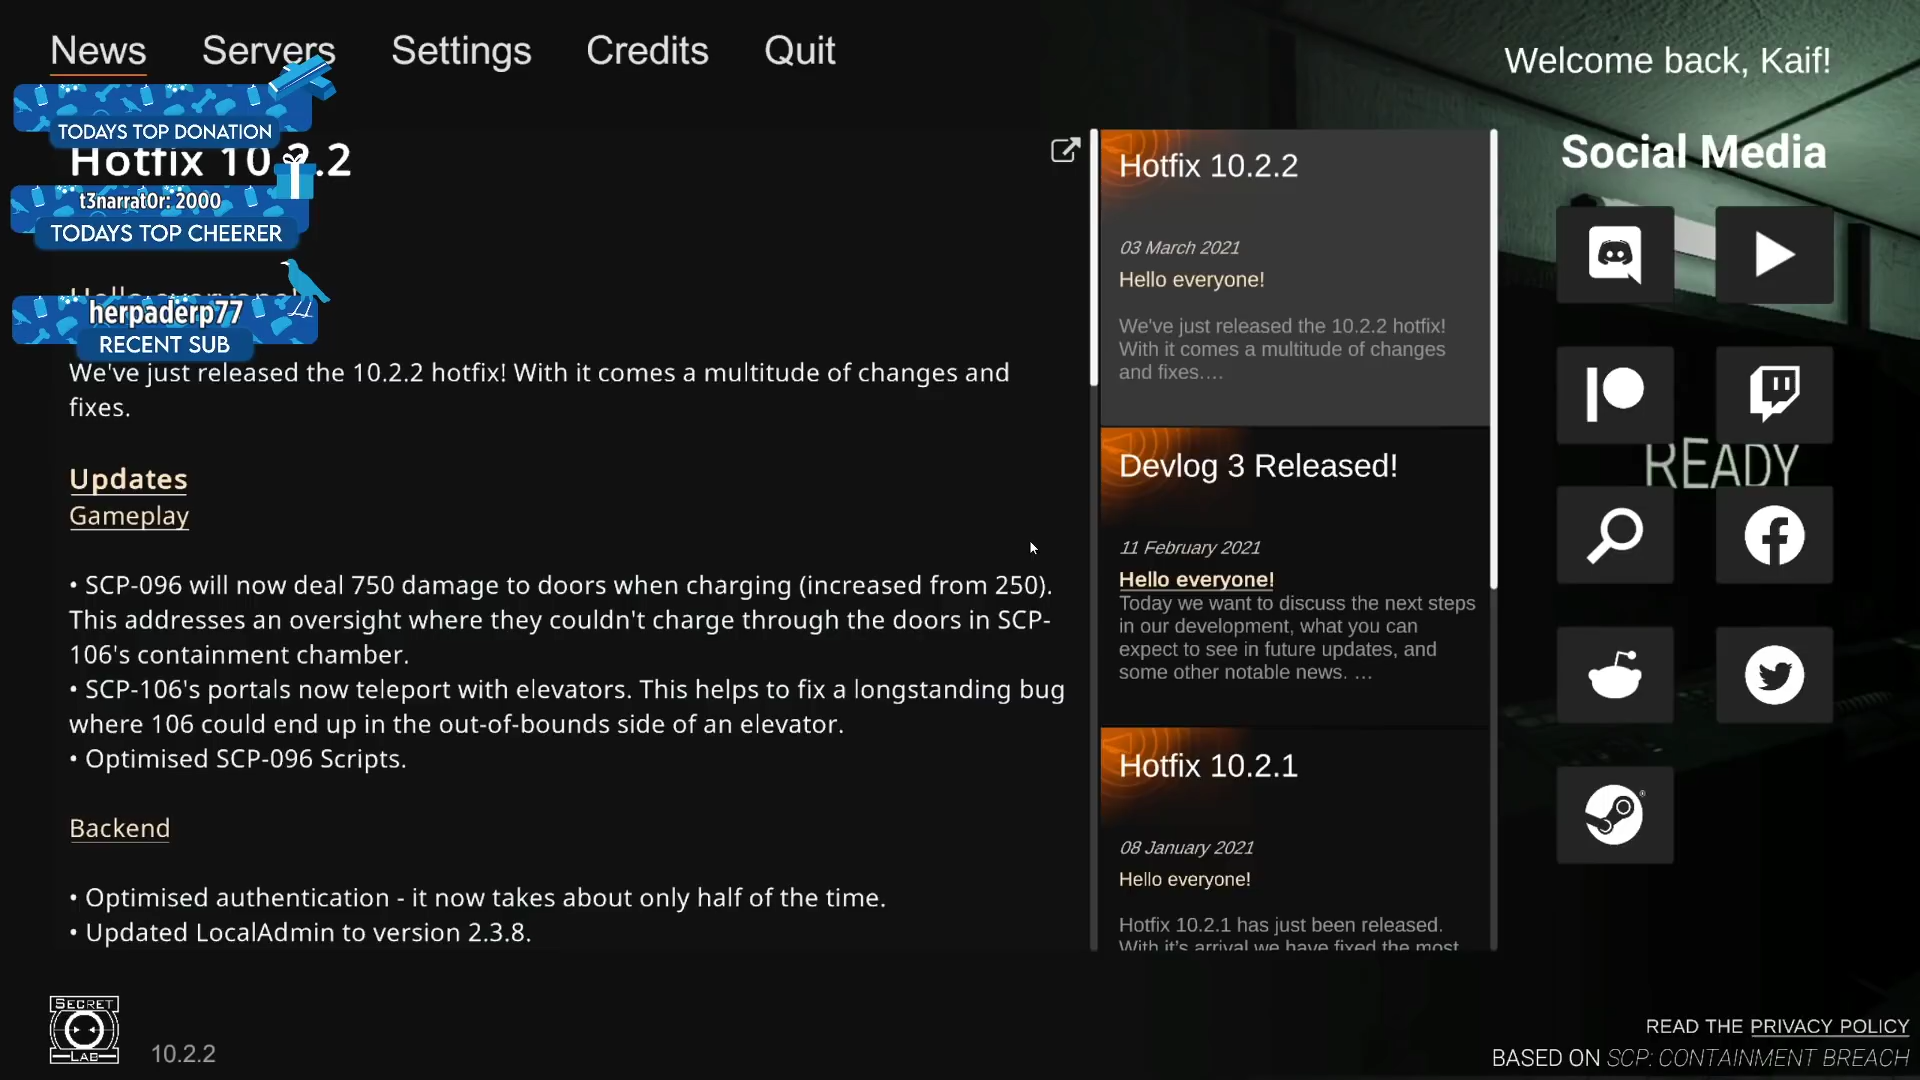 News Servers Settings Credits Quit
Welcome back, Kaif!
TODAYS TOP DONATION
Hotfix 10.2.2
t3narrat0r: 2000
TODAYS TOP CHEERER
Hello everyone!
herpaderp77
RECENT SUB
We've just released the 10.2.2 hotfix! With it comes a multitude of changes and
fixes.
Updates
Gameplay
• SCP-096 will now deal 750 damage to doors when charging (increased from 250).
This addresses an oversight where they couldn't charge through the doors in SCP-
106's containment chamber.
• SCP-106's portals now teleport with elevators. This helps to fix a longstanding bug
where 106 could end up in the out-of-bounds side of an elevator.
• Optimised SCP-096 Scripts.
Backend
• Optimised authentication - it now takes about only half of the time.
• Updated LocalAdmin to version 2.3.8.
Hotfix 10.2.2
03 March 2021
Hello everyone!
We've just released the 10.2.2 hotfix!
With it comes a multitude of changes
and fixes....
Devlog 3 Released!
11 February 2021
Hello everyone!
Today we want to discuss the next steps
in our development, what you can
expect to see in future updates, and
some other notable news. ...
Hotfix 10.2.1
08 January 2021
Hello everyone!
Hotfix 10.2.1 has just been released.
With it's arrival we have fixed the most
Social Media
READY
SECRET
LAB
10.2.2
READ THE PRIVACY POLICY
BASED ON SCP: CONTAINMENT BREACH